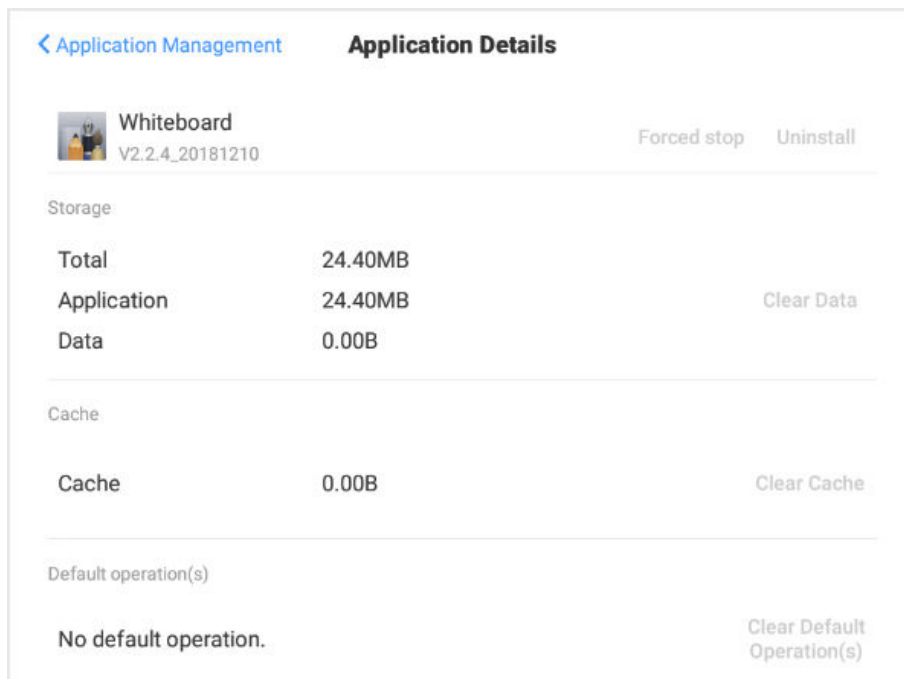 Application Management Application Details
Whiteboard
V2.2.4_20181210
Forced stop Uninstall
Storage
Total 24.40MB
Application 24.40MB Clear Data
Data 0.00B
Cache
Cache 0.00B Clear Cache
Default operation(s)
No default operation.
Clear Default
Operation(s)